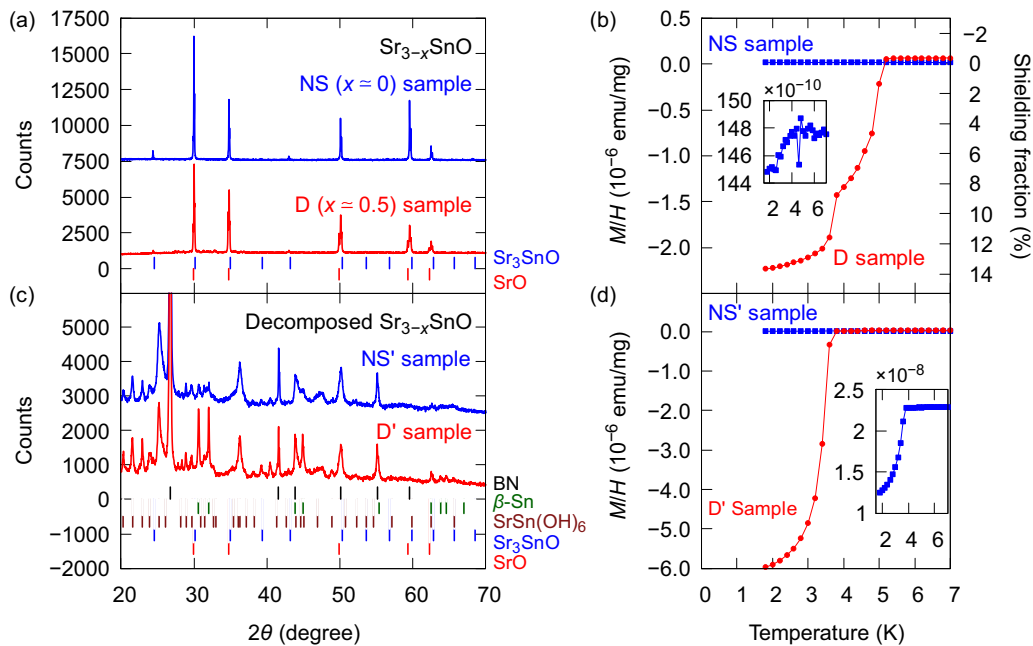 (a)
17500
15000
12500
10000
7500
5000
2500
0
Counts
Sr₃₋ₓSnO
NS (x ≃ 0) sample
D (x ≃ 0.5) sample
Sr₃SnO
SrO
(b)
NS sample
0.0
−0.5
−1.0
−1.5
−2.0
M/H (10⁻⁶ emu/mg)
×10⁻¹⁰
150
148
146
144
2 4 6
D sample
−2
0
2
4
6
8
10
12
14
Shielding fraction (%)
(c)
5000
4000
3000
2000
1000
0
−1000
−2000
Counts
Decomposed Sr₃₋ₓSnO
NS' sample
D' sample
BN
β-Sn
SrSn(OH)₆
Sr₃SnO
SrO
20 30 40 50 60 70
2θ (degree)
(d)
NS' sample
0.0
−1.0
−2.0
−3.0
−4.0
−5.0
−6.0
M/H (10⁻⁶ emu/mg)
×10⁻⁸
2.4
2.1
1.8
1.5
1.2
2 4 6
D' Sample
0 1 2 3 4 5 6 7
Temperature (K)